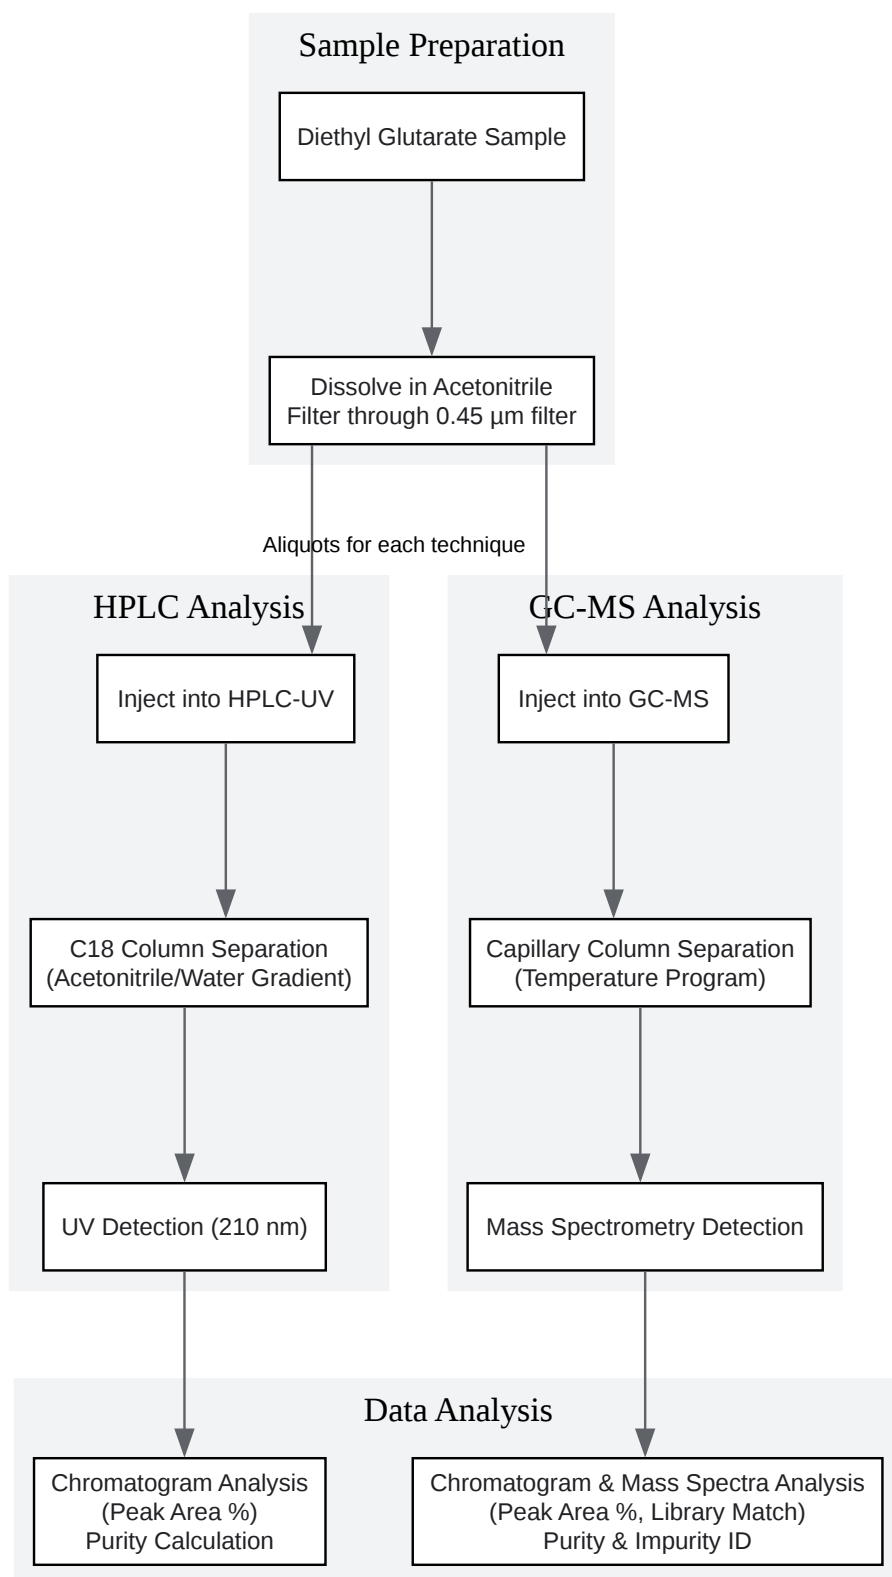 Sample Preparation
Diethyl Glutarate Sample
Dissolve in Acetonitrile
Filter through 0.45 µm filter
Aliquots for each technique
HPLC Analysis
Inject into HPLC-UV
C18 Column Separation
(Acetonitrile/Water Gradient)
UV Detection (210 nm)
GC-MS Analysis
Inject into GC-MS
Capillary Column Separation
(Temperature Program)
Mass Spectrometry Detection
Data Analysis
Chromatogram Analysis
(Peak Area %)
Purity Calculation
Chromatogram & Mass Spectra Analysis
(Peak Area %, Library Match)
Purity & Impurity ID